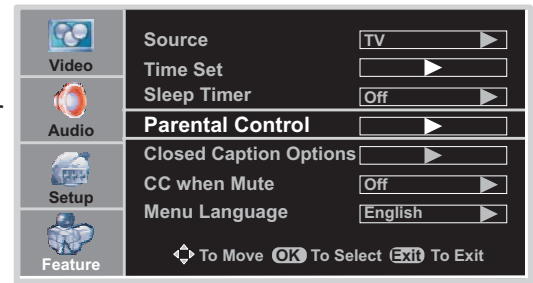 Video
Audio
Setup
Feature
Source TV
Time Set
Sleep Timer Off
Parental Control
Closed Caption Options
CC when Mute Off
Menu Language English
To Move OK To Select Exit To Exit